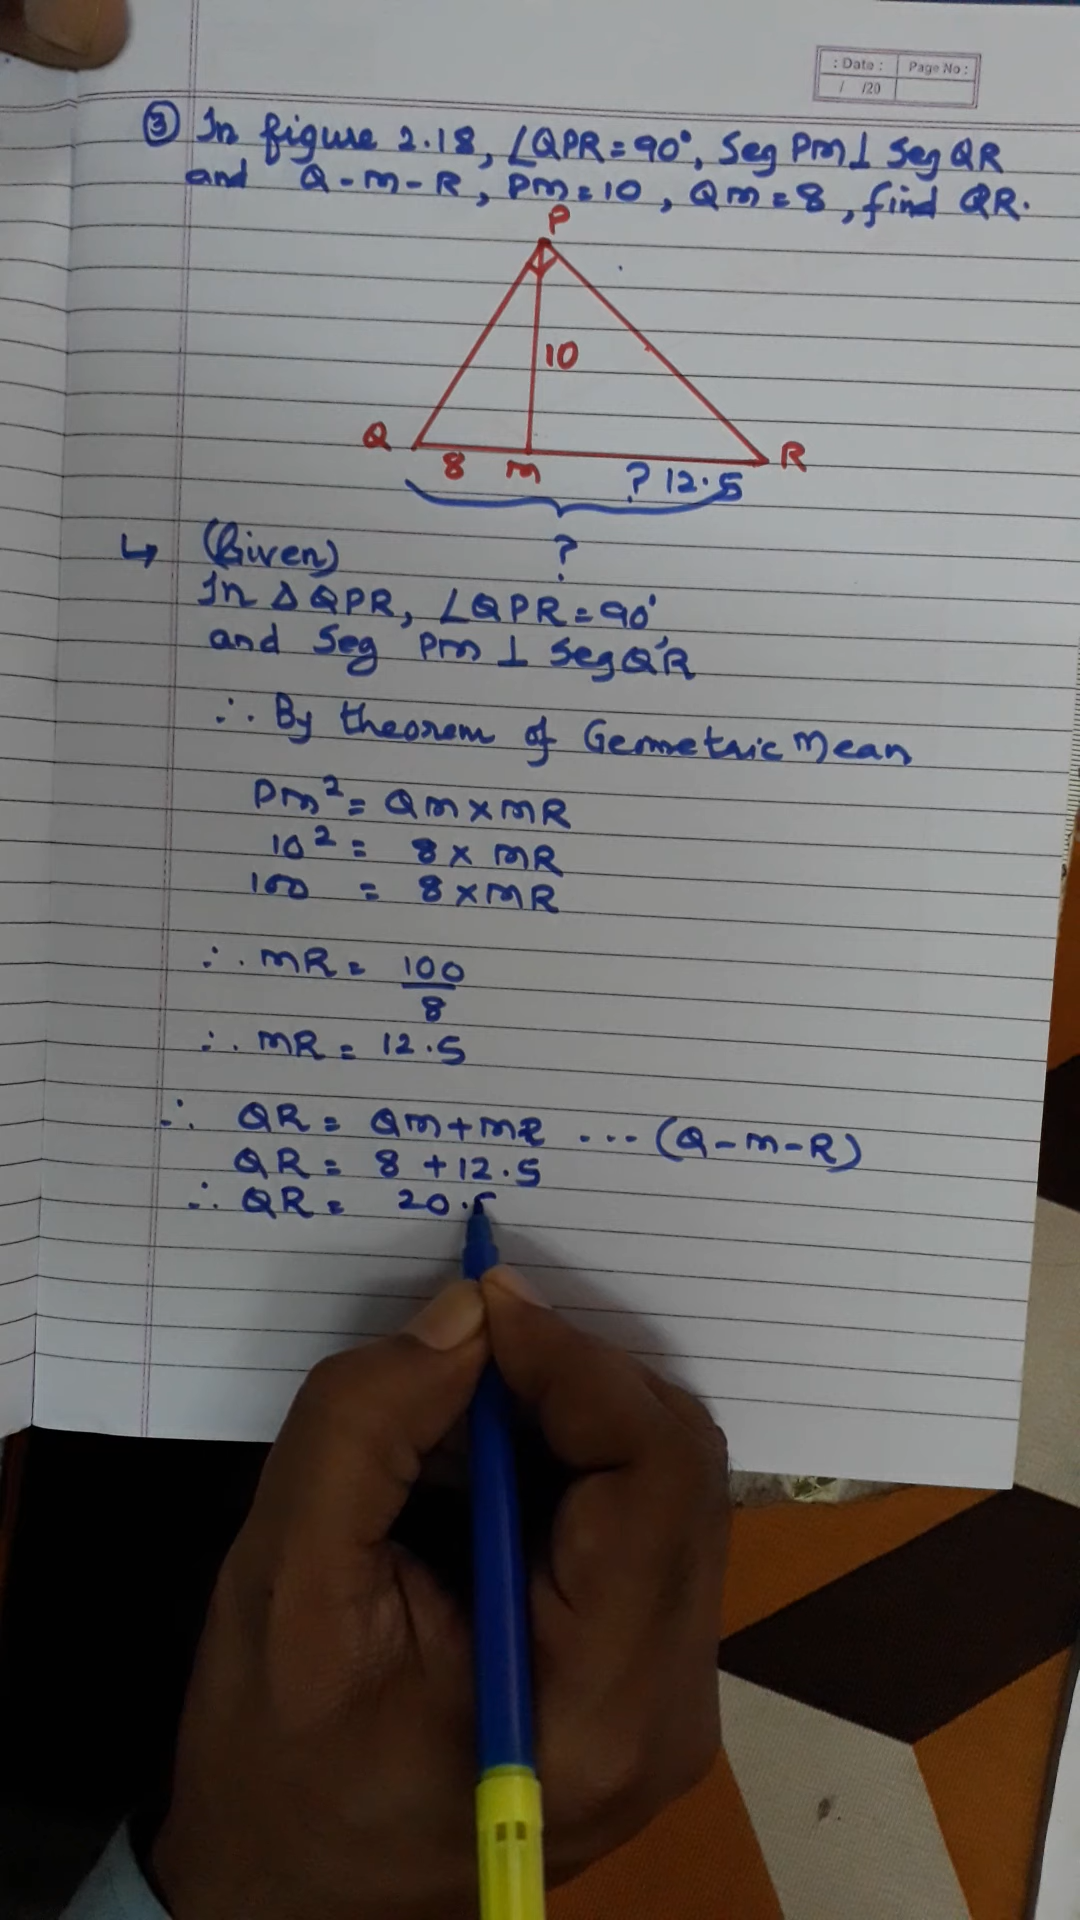 : Date : Page No :
/ /20
③ In figure 2.18, ∠QPR = 90°, Seg PM ⊥ Seg QR
and Q-M-R, PM = 10, QM = 8, find QR.
P
10
Q 8 M ? 12.5 R
?
↳ (Given)
In △QPR, ∠QPR = 90°
and Seg PM ⊥ Seg QR
∴ By theorem of Geometric Mean
PM² = QM × MR
10² = 8 × MR
100 = 8 × MR
∴ MR = 100/8
∴ MR = 12.5
∴ QR = QM + MR ... (Q-M-R)
QR = 8 + 12.5
∴ QR = 20.5